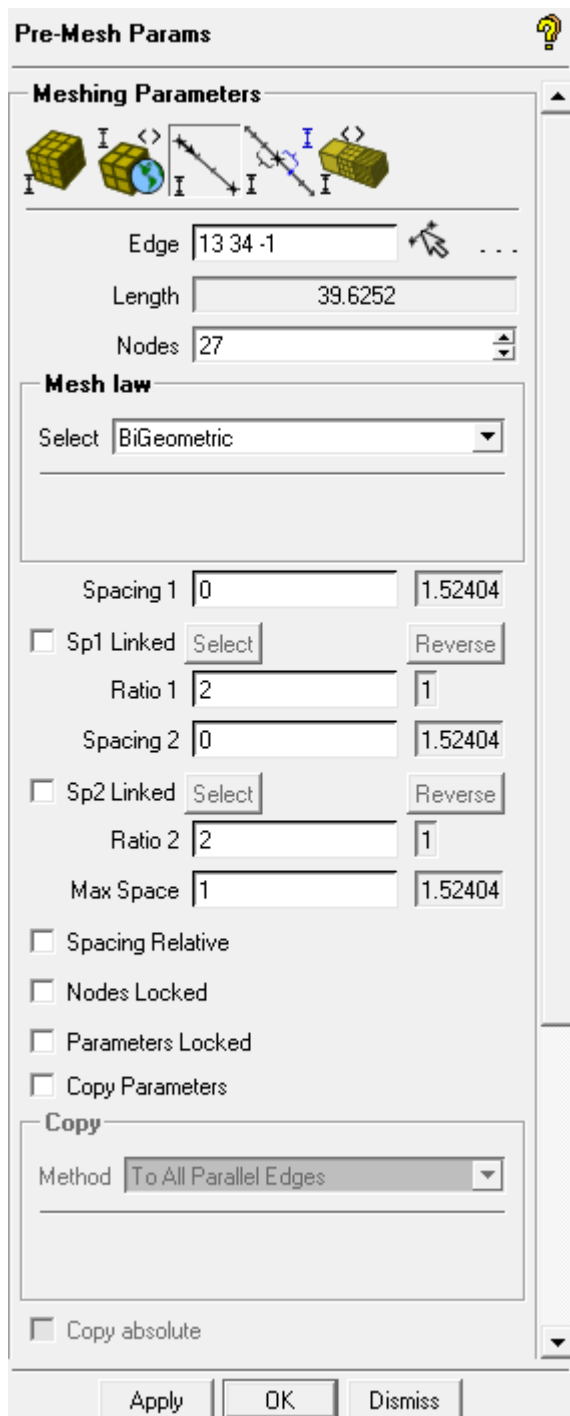 Pre-Mesh Params
Meshing Parameters
Edge 13 34 -1 ...
Length 39.6252
Nodes 27
Mesh law
Select BiGeometric
Spacing 1 0 1.52404
Sp1 Linked Select Reverse
Ratio 1 2 1
Spacing 2 0 1.52404
Sp2 Linked Select Reverse
Ratio 2 2 1
Max Space 1 1.52404
Spacing Relative
Nodes Locked
Parameters Locked
Copy Parameters
Copy
Method To All Parallel Edges
Copy absolute
Apply OK Dismiss